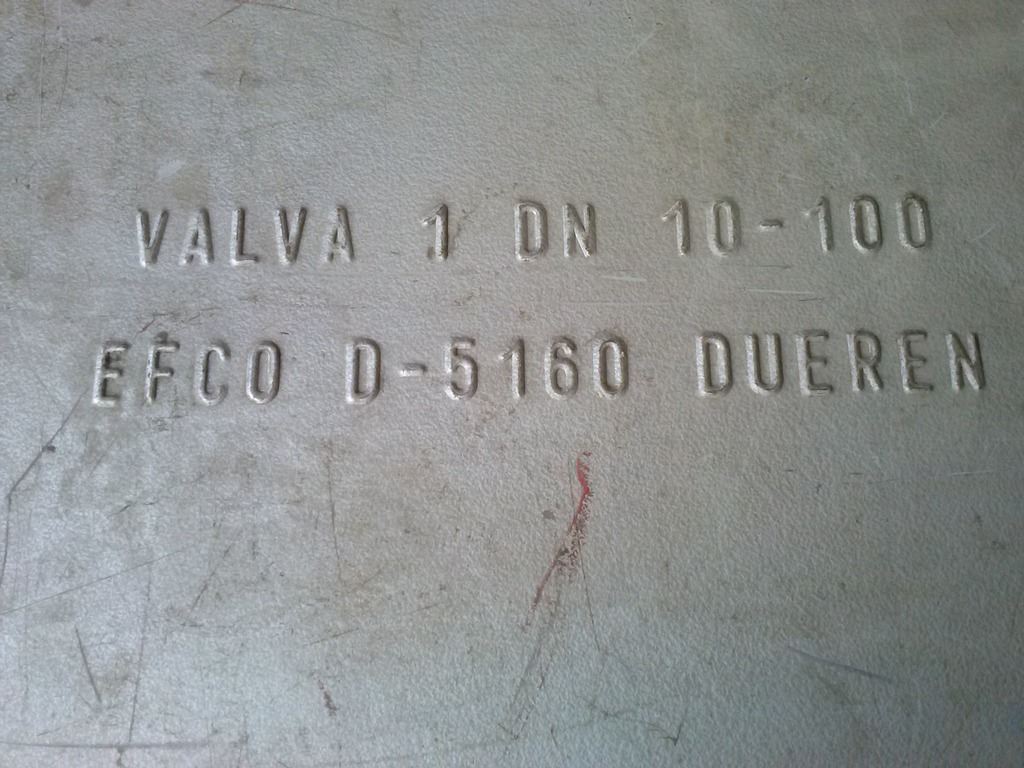 VALVA 1 DN 10-100
EFCO D-5160 DUEREN